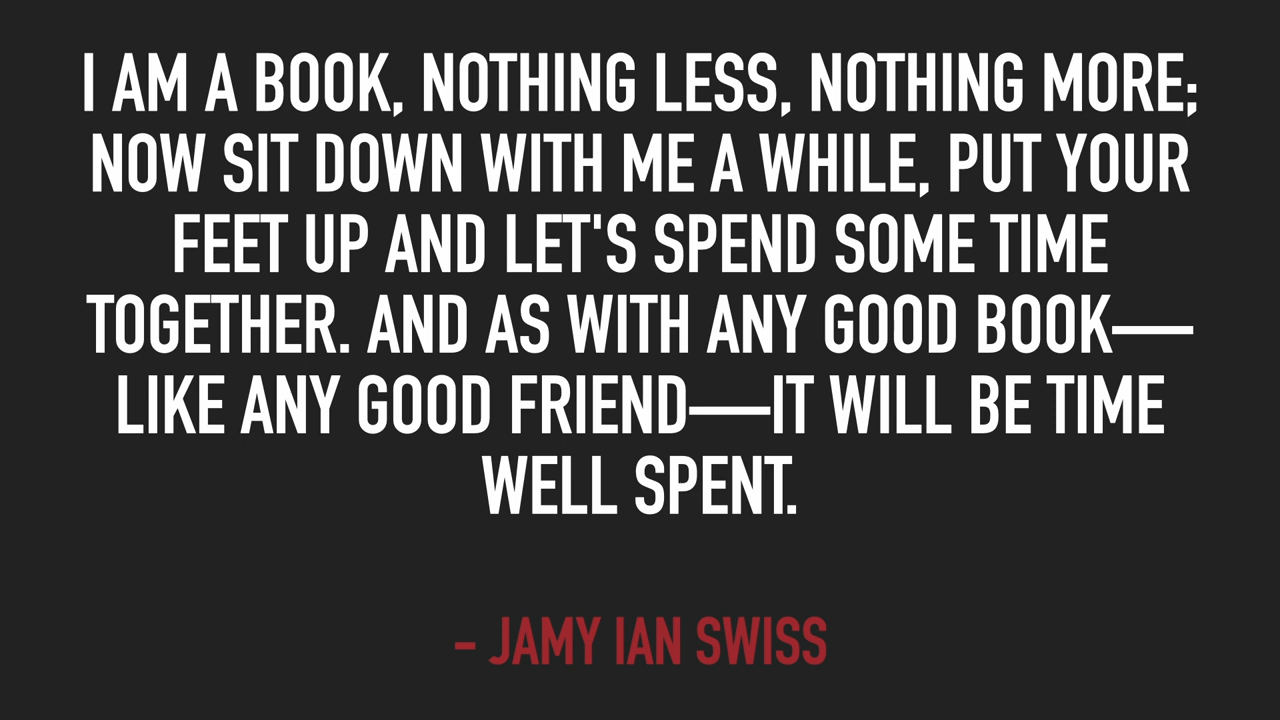 I AM A BOOK, NOTHING LESS, NOTHING MORE;
NOW SIT DOWN WITH ME A WHILE, PUT YOUR
FEET UP AND LET'S SPEND SOME TIME
TOGETHER. AND AS WITH ANY GOOD BOOK—
LIKE ANY GOOD FRIEND—IT WILL BE TIME
WELL SPENT.
- JAMY IAN SWISS